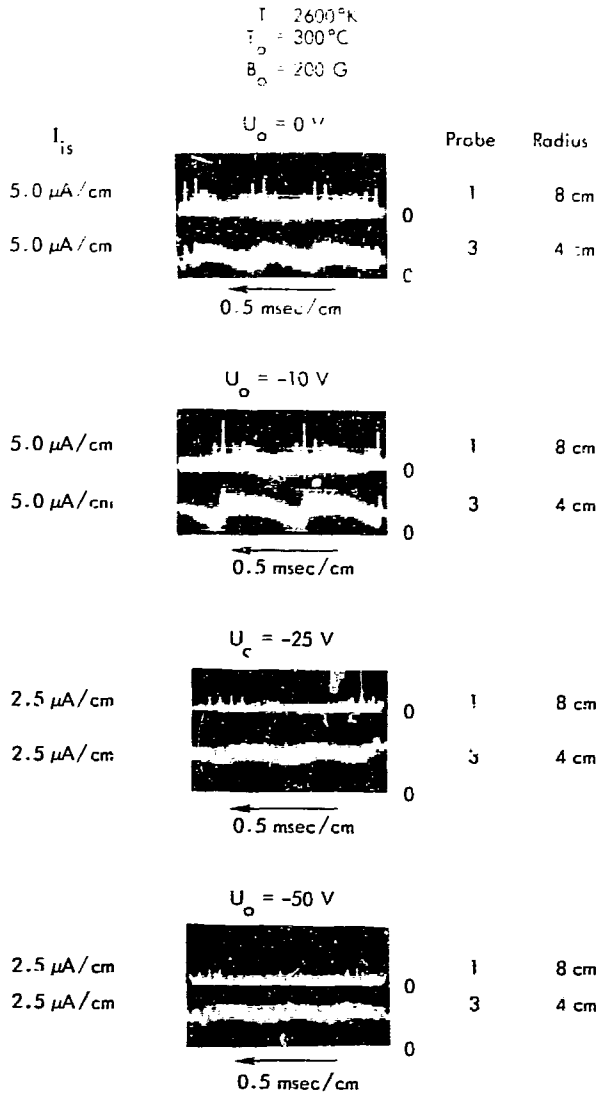 T 2600°K
T_o = 300°C
B_o = 200 G
I_is U_o = 0 V Probe Radius
5.0 μA/cm 0 1 8 cm
5.0 μA/cm 3 4 cm
C
0.5 msec/cm
U_o = -10 V
5.0 μA/cm 0 1 8 cm
5.0 μA/cm 3 4 cm
0
0.5 msec/cm
U_c = -25 V
2.5 μA/cm 0 1 8 cm
2.5 μA/cm 3 4 cm
0
0.5 msec/cm
U_o = -50 V
2.5 μA/cm 0 1 8 cm
2.5 μA/cm 3 4 cm
0
0.5 msec/cm